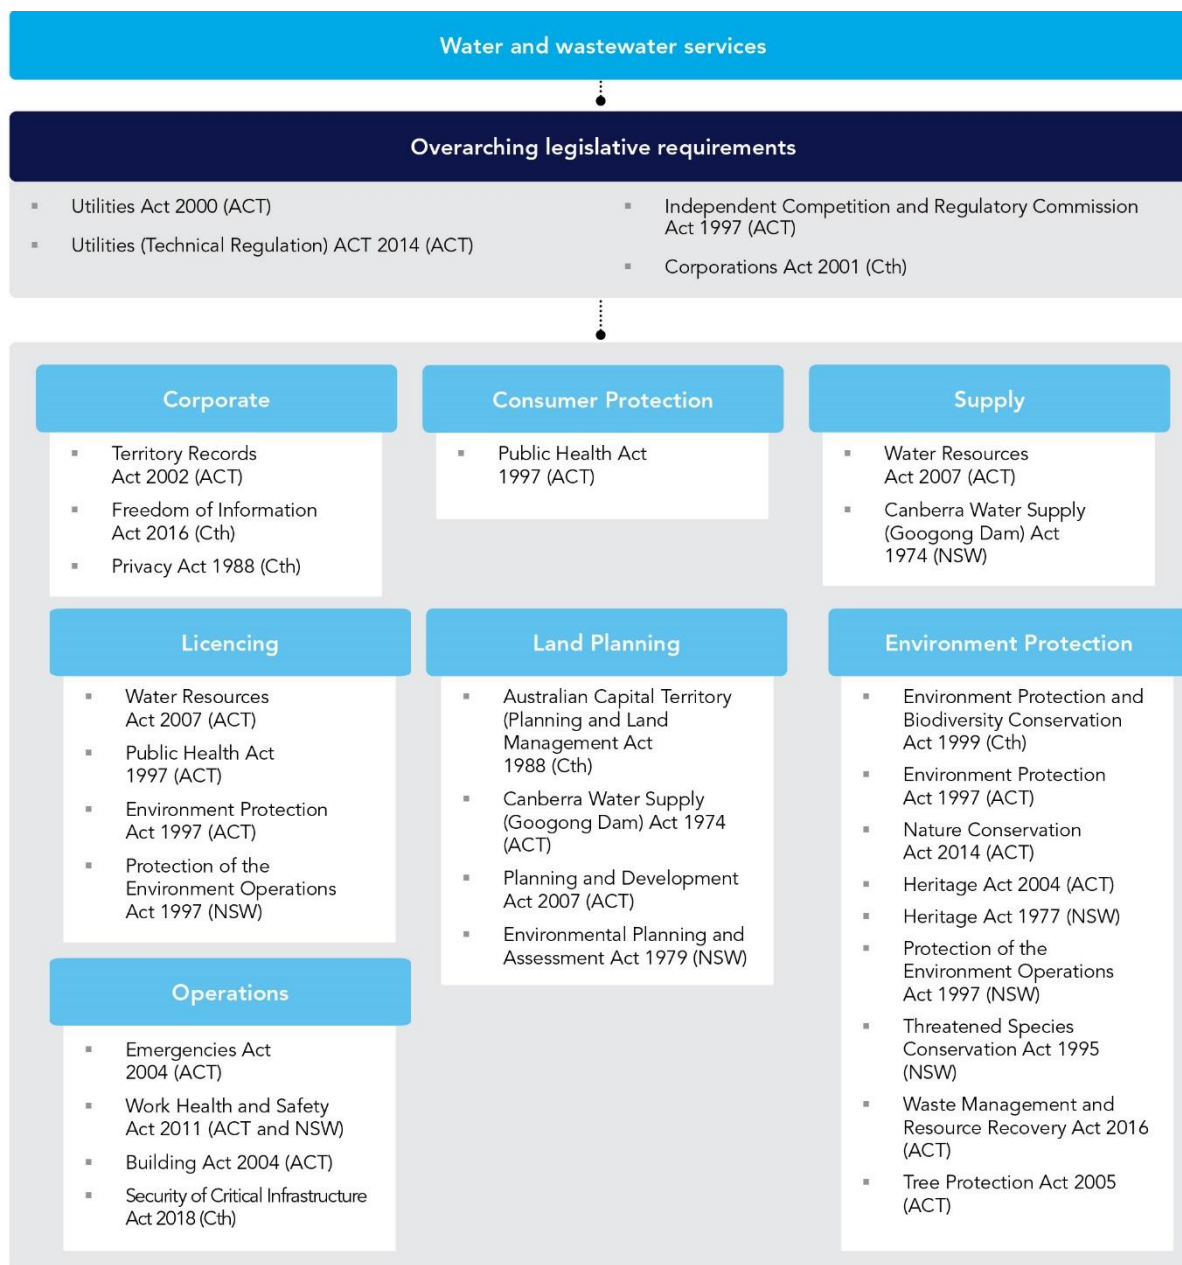 Water and wastewater services
Overarching legislative requirements
▪ Utilities Act 2000 (ACT)
▪ Utilities (Technical Regulation) ACT 2014 (ACT)
▪ Independent Competition and Regulatory Commission
Act 1997 (ACT)
▪ Corporations Act 2001 (Cth)
Corporate
▪ Territory Records
Act 2002 (ACT)
▪ Freedom of Information
Act 2016 (Cth)
▪ Privacy Act 1988 (Cth)
Consumer Protection
▪ Public Health Act
1997 (ACT)
Supply
▪ Water Resources
Act 2007 (ACT)
▪ Canberra Water Supply
(Googong Dam) Act
1974 (NSW)
Licencing
▪ Water Resources
Act 2007 (ACT)
▪ Public Health Act
1997 (ACT)
▪ Environment Protection
Act 1997 (ACT)
▪ Protection of the
Environment Operations
Act 1997 (NSW)
Land Planning
▪ Australian Capital Territory
(Planning and Land
Management Act
1988 (Cth)
▪ Canberra Water Supply
(Googong Dam) Act 1974
(ACT)
▪ Planning and Development
Act 2007 (ACT)
▪ Environmental Planning and
Assessment Act 1979 (NSW)
Environment Protection
▪ Environment Protection and
Biodiversity Conservation
Act 1999 (Cth)
▪ Environment Protection
Act 1997 (ACT)
▪ Nature Conservation
Act 2014 (ACT)
▪ Heritage Act 2004 (ACT)
▪ Heritage Act 1977 (NSW)
▪ Protection of the
Environment Operations
Act 1997 (NSW)
▪ Threatened Species
Conservation Act 1995
(NSW)
▪ Waste Management and
Resource Recovery Act 2016
(ACT)
▪ Tree Protection Act 2005
(ACT)
Operations
▪ Emergencies Act
2004 (ACT)
▪ Work Health and Safety
Act 2011 (ACT and NSW)
▪ Building Act 2004 (ACT)
▪ Security of Critical Infrastructure
Act 2018 (Cth)